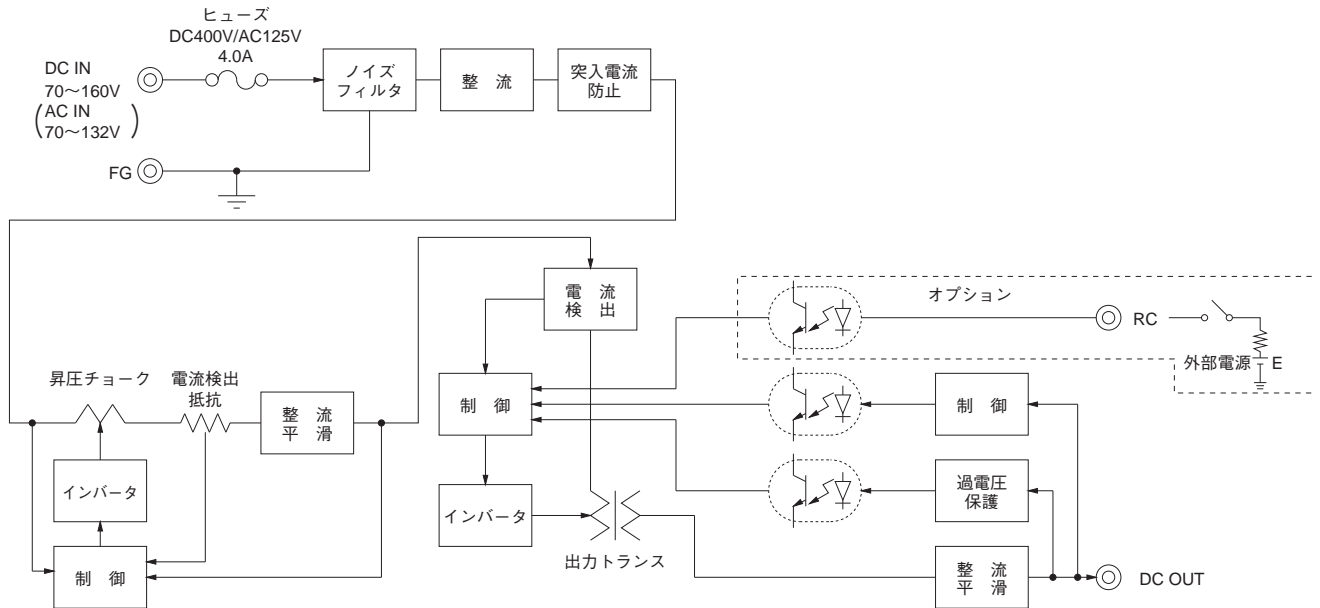 ヒューズ
DC400V/AC125V
4.0A
DC IN
70〜160V
(AC IN
70〜132V)
ノイズ
フィルタ
整 流
突入電流
防止
FG
電 流
検 出
オプション
RC
外部電源
E
昇圧チョーク
電流検出
抵抗
整 流
平 滑
制 御
制 御
インバータ
過電圧
保護
インバータ
出力トランス
制 御
整 流
平 滑
DC OUT